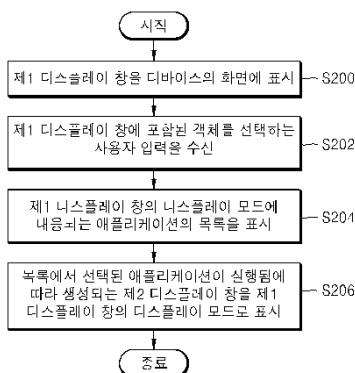 시작
제1 디스플레이 창을 디바이스의 화면에 표시
S200
제1 디스플레이 창에 포함된 객체를 선택하는
사용자 입력을 수신
S202
제1 디스플레이 창의 디스플레이 모드에
대응되는 애플리케이션의 목록을 표시
S204
목록에서 선택된 애플리케이션이 실행됨에
따라 생성되는 제2 디스플레이 창을 제1
디스플레이 창의 디스플레이 모드로 표시
S206
종료